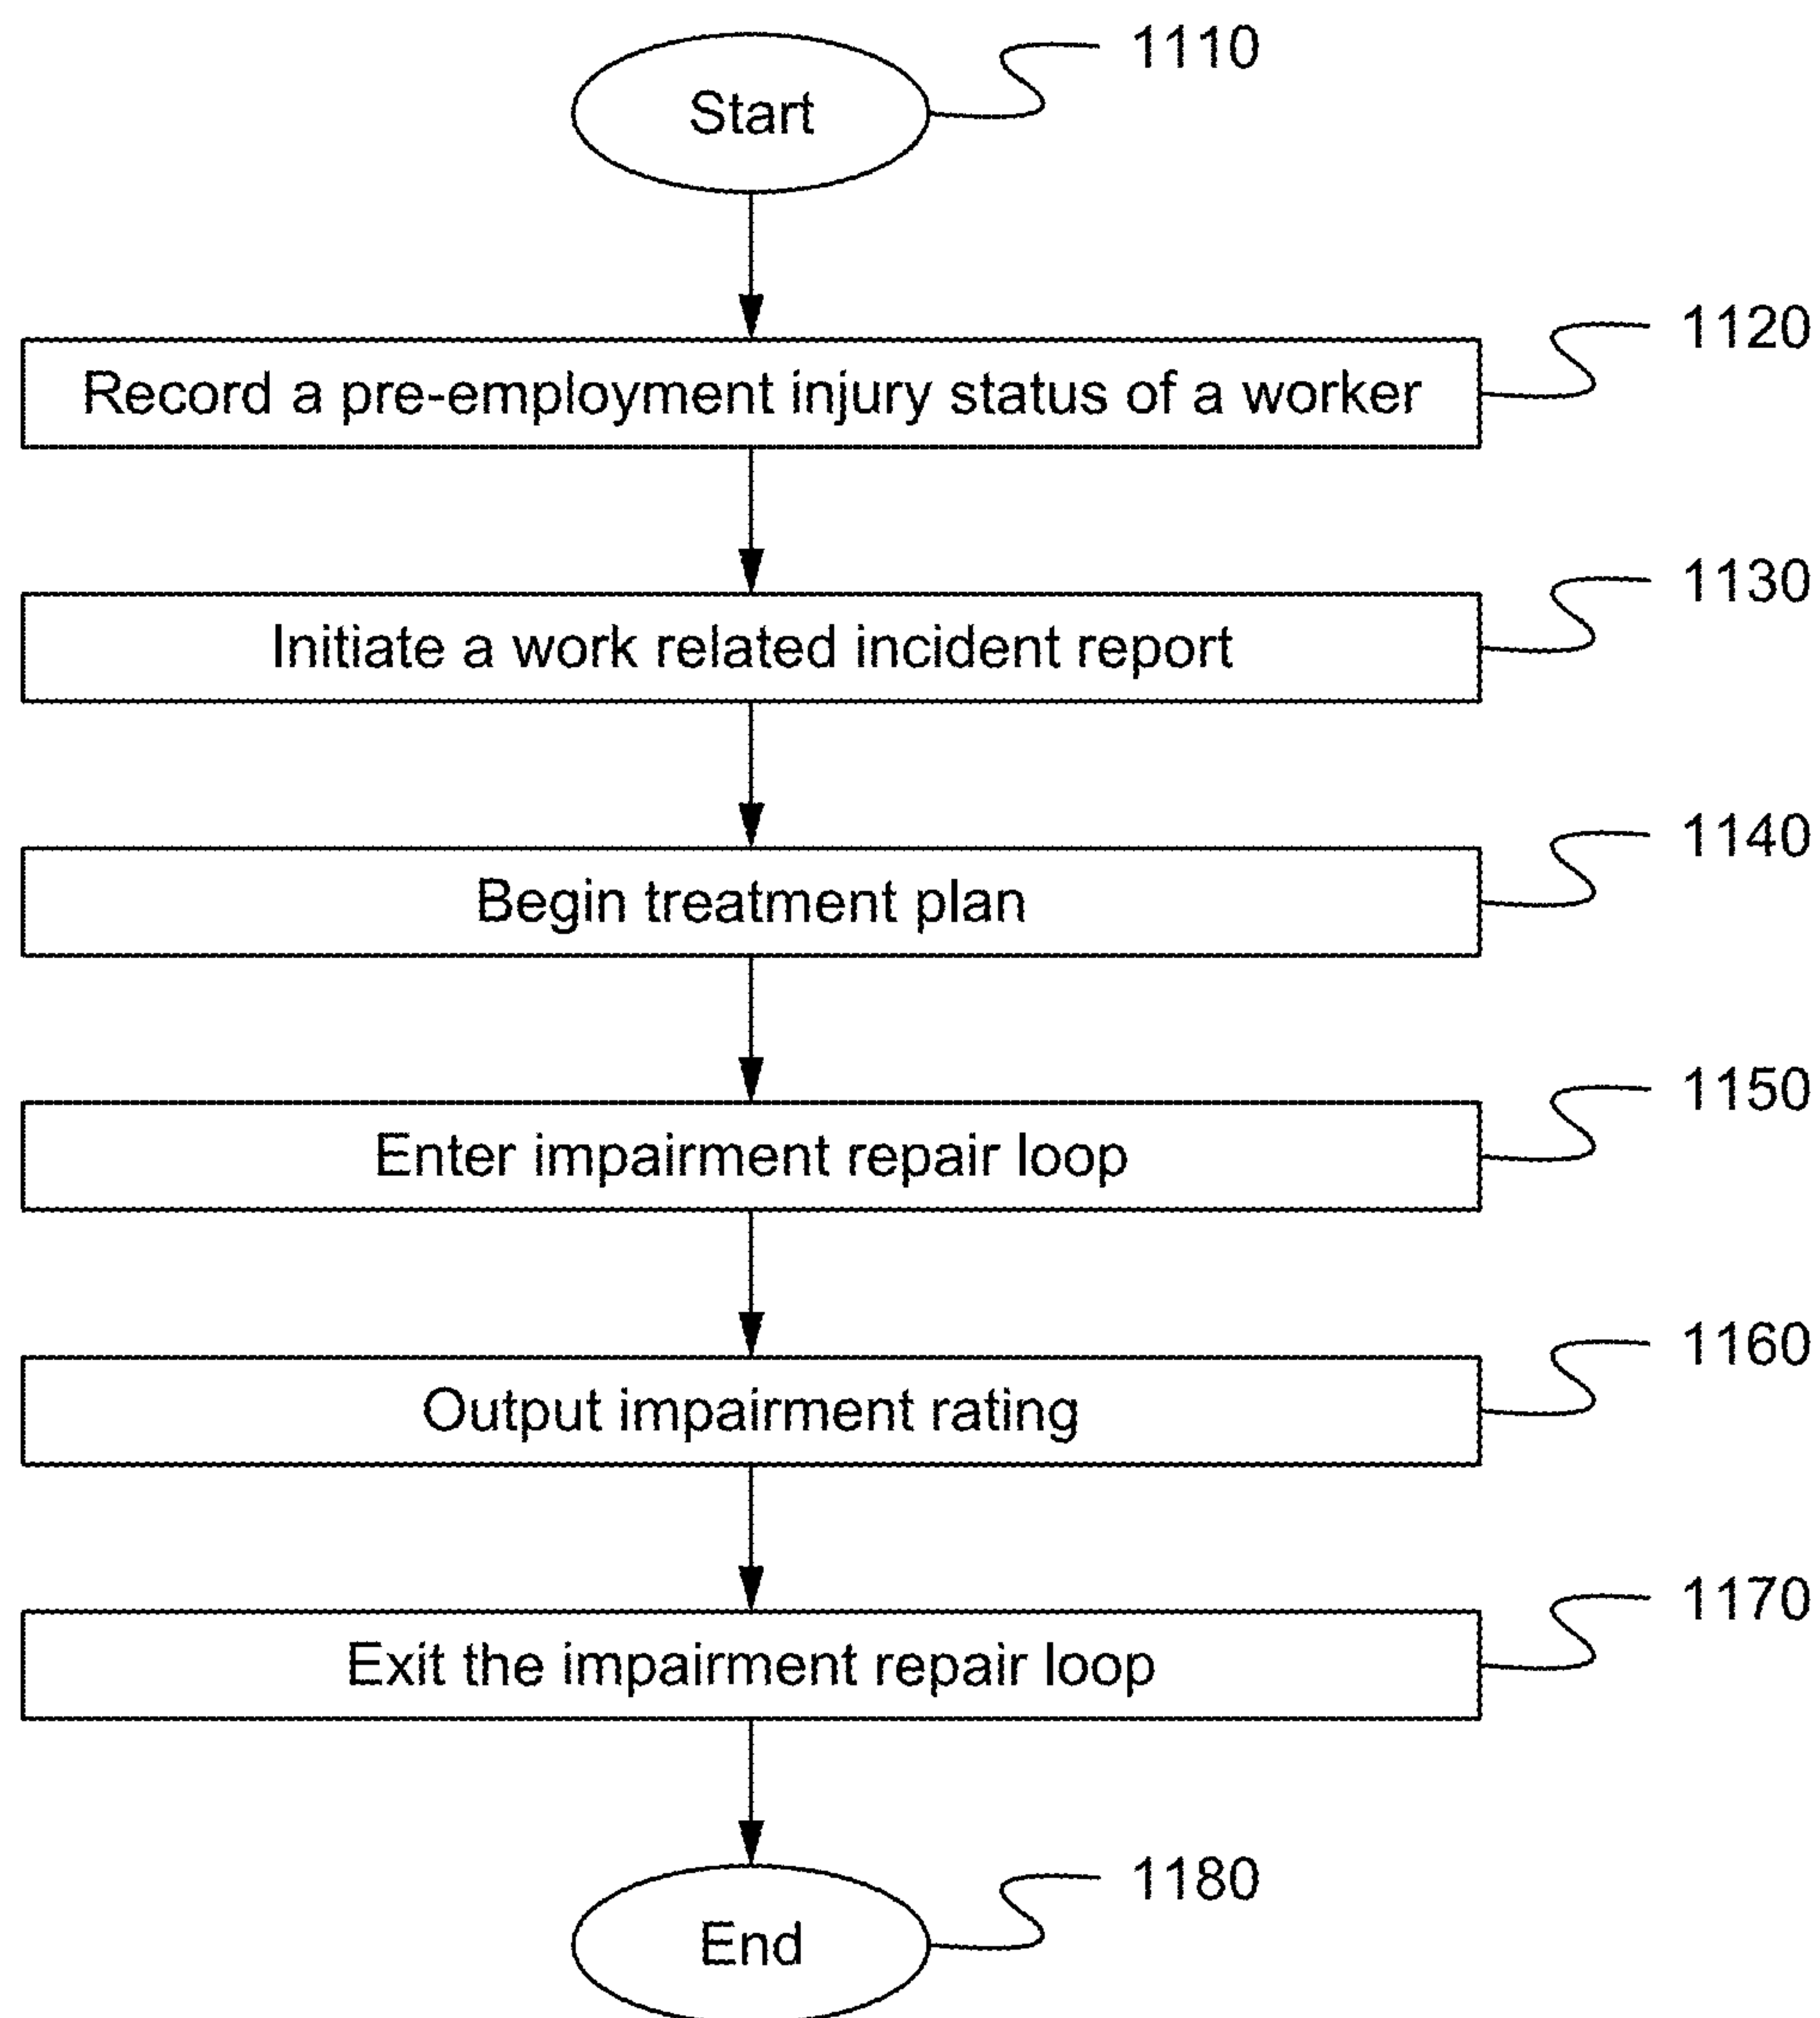 Start 1110
Record a pre-employment injury status of a worker 1120
Initiate a work related incident report 1130
Begin treatment plan 1140
Enter impairment repair loop 1150
Output impairment rating 1160
Exit the impairment repair loop 1170
End 1180